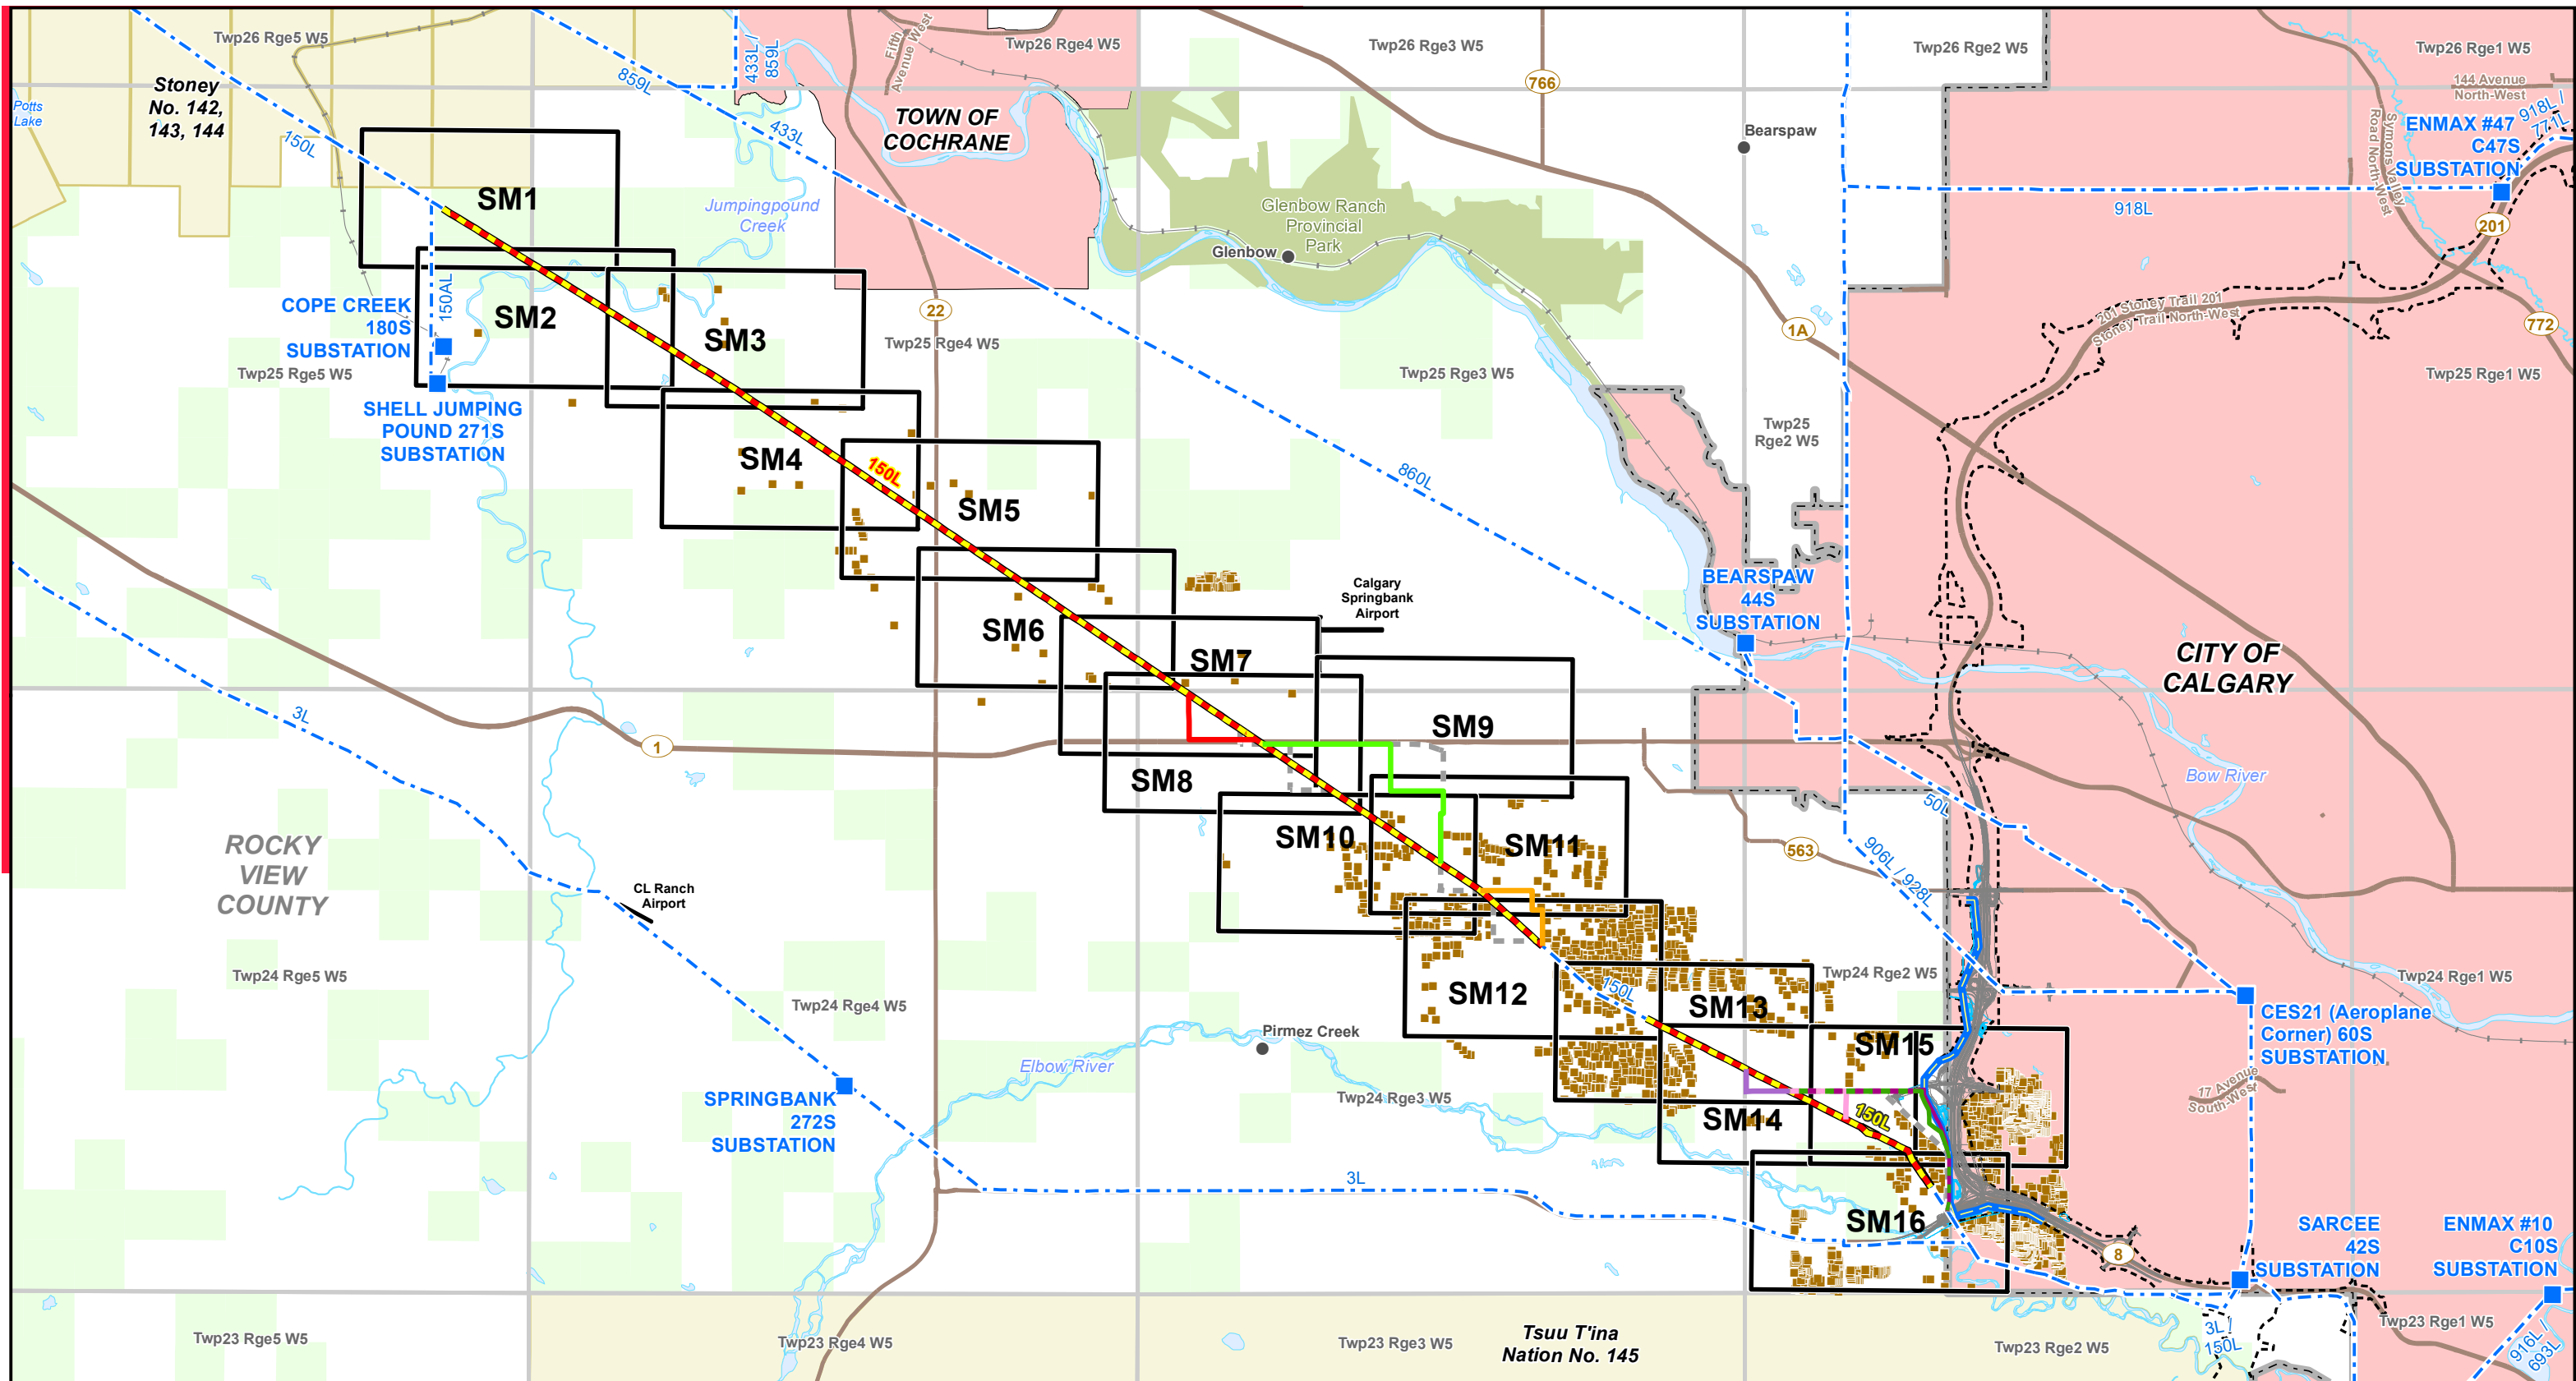 Twp26 Rge5 W5
Stoney
No. 142,
143, 144
Potts
Lake
150L
859L
433L /
859L
Fifth
Avenue West
Twp26 Rge4 W5
TOWN OF
COCHRANE
433L
Jumpingpound
Creek
Twp26 Rge3 W5
766
Glenbow Ranch
Provincial
Park
Glenbow
Bearspaw
Twp26 Rge2 W5
Twp26 Rge1 W5
144 Avenue
North-West
918L /
771L
Symons Valley
Road North-West
ENMAX #47
C47S
SUBSTATION
918L
201
201 Stoney Trail 201
Stoney Trail North-West
772
1A
22
SM1
SM2
SM3
150AL
COPE CREEK
180S
SUBSTATION
Twp25 Rge5 W5
SHELL JUMPING
POUND 271S
SUBSTATION
Twp25 Rge4 W5
Twp25 Rge3 W5
Twp25
Rge2 W5
Twp25 Rge1 W5
SM4
150L
SM5
860L
SM6
Calgary
Springbank
Airport
BEARSPAW
44S
SUBSTATION
CITY OF
CALGARY
SM7
3L
1
SM9
SM8
Bow River
50L
SM10
SM11
563
906L / 928L
ROCKY
VIEW
COUNTY
CL Ranch
Airport
Twp24 Rge5 W5
Twp24 Rge4 W5
SM12
150L
SM13
Twp24 Rge2 W5
Twp24 Rge1 W5
CES21 (Aeroplane
Corner) 60S
SUBSTATION
Pirmez Creek
SM15
Elbow River
Twp24 Rge3 W5
SPRINGBANK
272S
SUBSTATION
SM14
150L
17 Avenue
South-West
3L
SM16
8
SARCEE
42S
SUBSTATION
ENMAX #10
C10S
SUBSTATION
Twp23 Rge5 W5
Twp23 Rge4 W5
Twp23 Rge3 W5
Tsuu T'ina
Nation No. 145
Twp23 Rge2 W5
3L /
150L
Twp23 Rge1 W5
916L /
693L